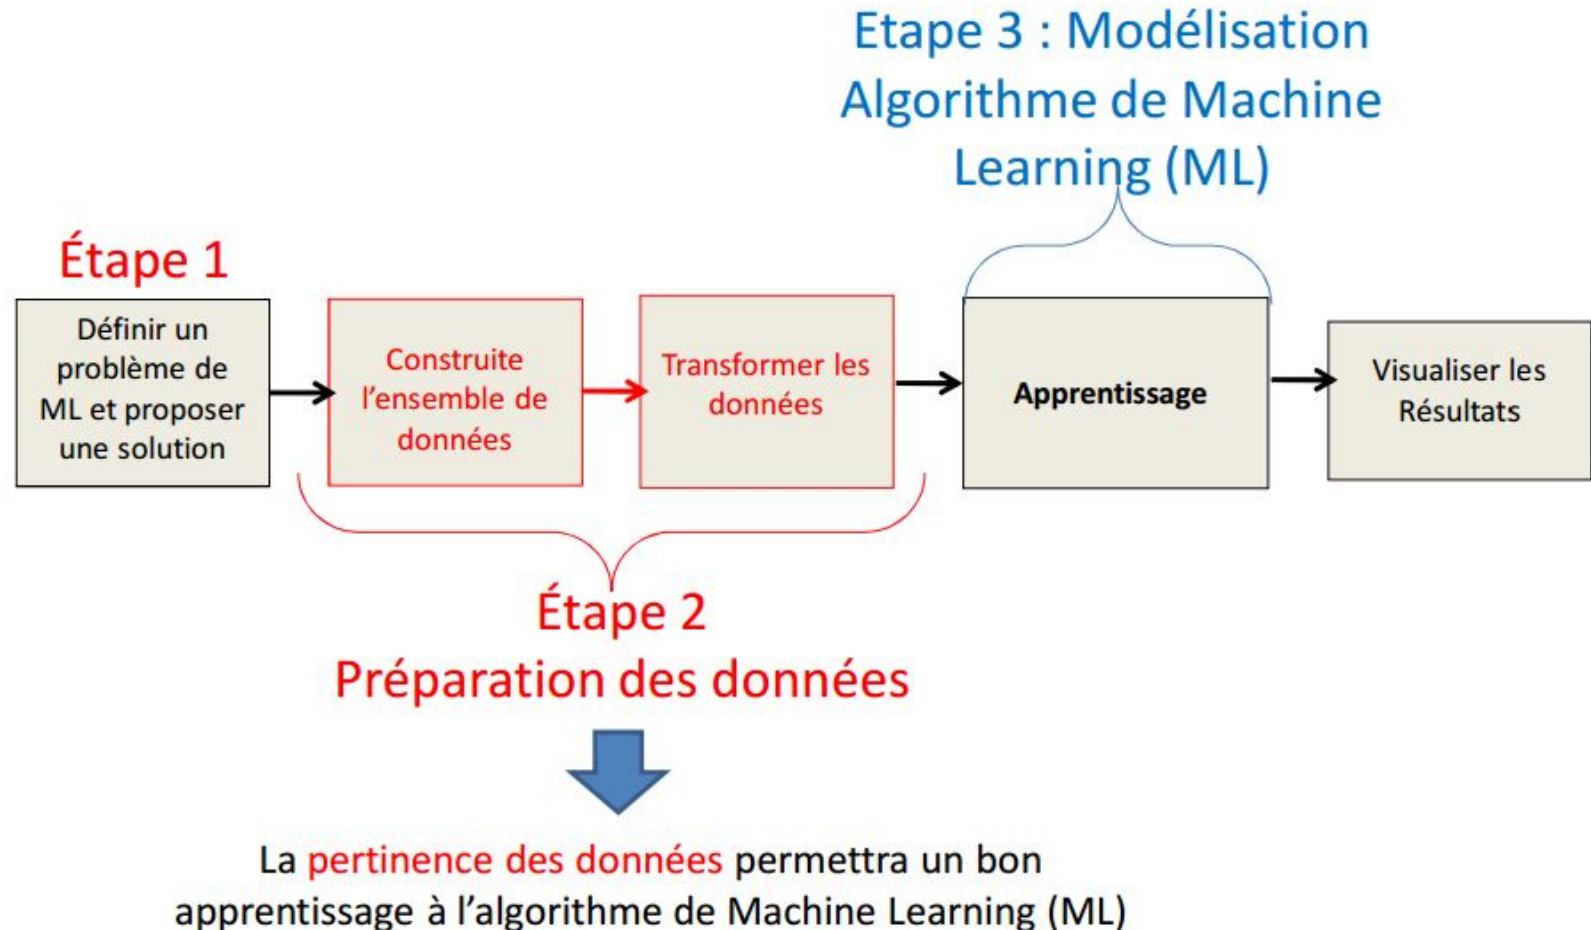 Etape 3 : Modélisation
Algorithme de Machine
Learning (ML)
Étape 1
Définir un
problème de
ML et proposer
une solution
Construite
l’ensemble de
données
Transformer les
données
Apprentissage
Visualiser les
Résultats
Étape 2
Préparation des données
La pertinence des données permettra un bon
apprentissage à l’algorithme de Machine Learning (ML)